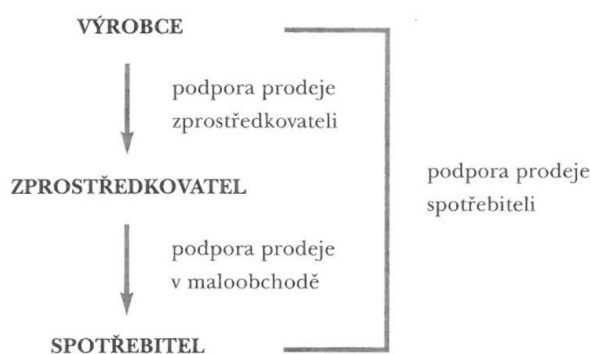 VÝROBCE
podpora prodeje
zprostředkovateli
ZPROSTŘEDKOVATEL
podpora prodeje
spotřebiteli
podpora prodeje
v maloobchodě
SPOTŘEBITEL